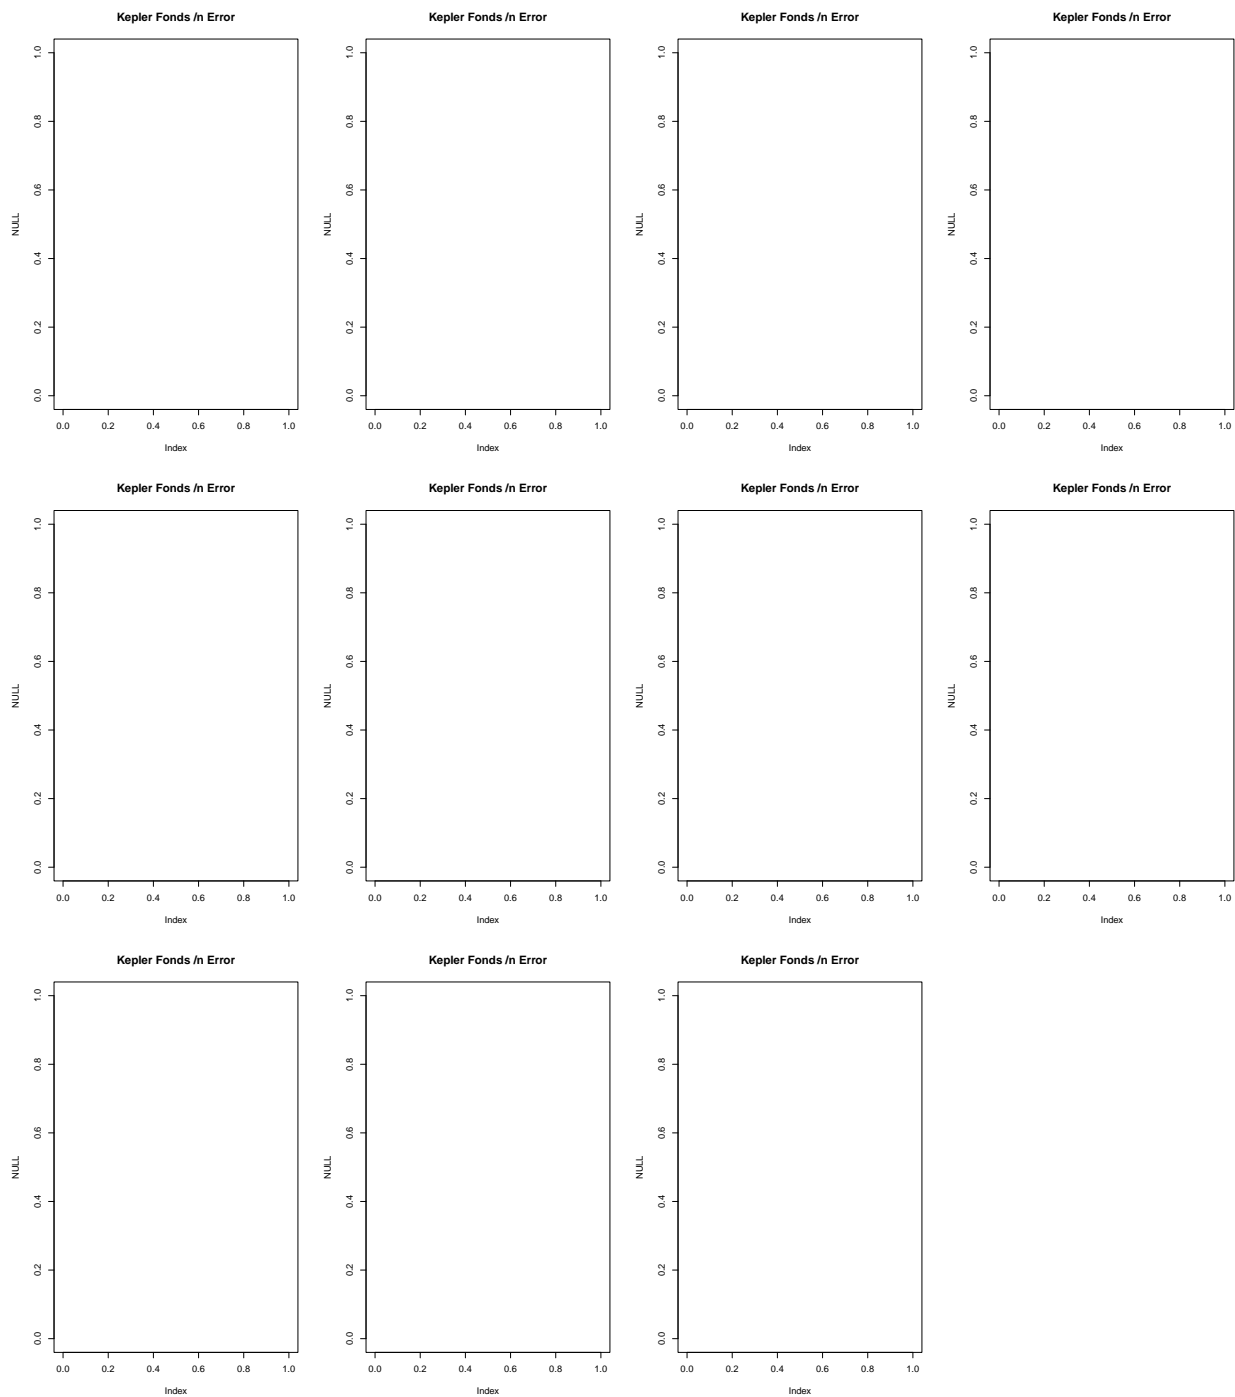 Kepler Fonds /n Error Kepler Fonds /n Error Kepler Fonds /n Error Kepler Fonds /n Error
NULL NULL NULL NULL
0.0 0.2 0.4 0.6 0.8 1.0 0.0 0.2 0.4 0.6 0.8 1.0 0.0 0.2 0.4 0.6 0.8 1.0 0.0 0.2 0.4 0.6 0.8 1.0
0.0 0.2 0.4 0.6 0.8 1.0 0.0 0.2 0.4 0.6 0.8 1.0 0.0 0.2 0.4 0.6 0.8 1.0 0.0 0.2 0.4 0.6 0.8 1.0
Index Index Index Index
Kepler Fonds /n Error Kepler Fonds /n Error Kepler Fonds /n Error Kepler Fonds /n Error
NULL NULL NULL NULL
0.0 0.2 0.4 0.6 0.8 1.0 0.0 0.2 0.4 0.6 0.8 1.0 0.0 0.2 0.4 0.6 0.8 1.0 0.0 0.2 0.4 0.6 0.8 1.0
0.0 0.2 0.4 0.6 0.8 1.0 0.0 0.2 0.4 0.6 0.8 1.0 0.0 0.2 0.4 0.6 0.8 1.0 0.0 0.2 0.4 0.6 0.8 1.0
Index Index Index Index
Kepler Fonds /n Error Kepler Fonds /n Error Kepler Fonds /n Error
NULL NULL NULL
0.0 0.2 0.4 0.6 0.8 1.0 0.0 0.2 0.4 0.6 0.8 1.0 0.0 0.2 0.4 0.6 0.8 1.0
0.0 0.2 0.4 0.6 0.8 1.0 0.0 0.2 0.4 0.6 0.8 1.0 0.0 0.2 0.4 0.6 0.8 1.0
Index Index Index